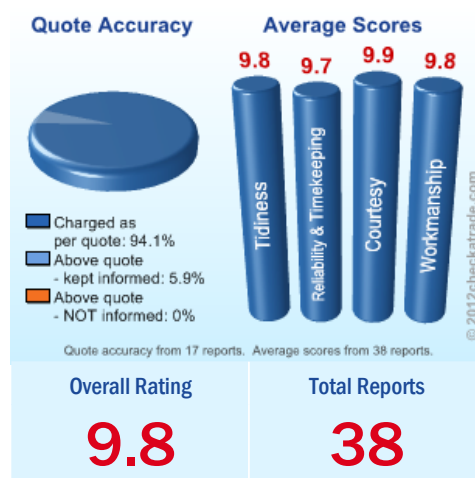 Quote Accuracy
Average Scores
9.8
9.7
9.9
9.8
Tidiness
Reliability & Timekeeping
Courtesy
Workmanship
Charged as
per quote: 94.1%
Above quote
- kept informed: 5.9%
Above quote
- NOT informed: 0%
© 2012checkatrade.com
Quote accuracy from 17 reports. Average scores from 38 reports.
Overall Rating
Total Reports
9.8
38